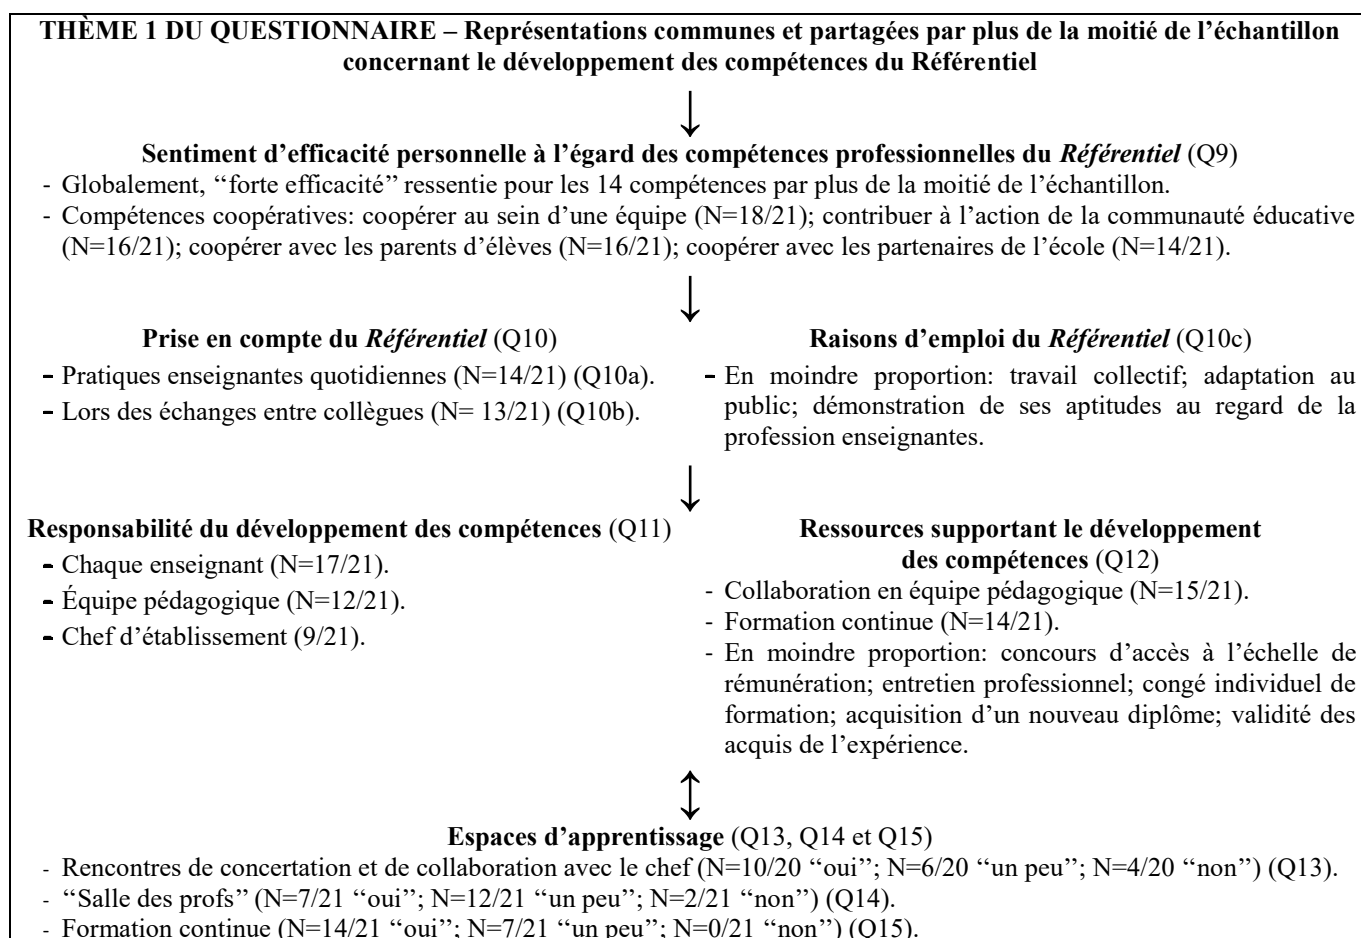 THÈME 1 DU QUESTIONNAIRE – Représentations communes et partagées par plus de la moitié de l’échantillon
concernant le développement des compétences du Référentiel
Sentiment d’efficacité personnelle à l’égard des compétences professionnelles du Référentiel (Q9)
- Globalement, “forte efficacité” ressentie pour les 14 compétences par plus de la moitié de l’échantillon.
- Compétences coopératives: coopérer au sein d’une équipe (N=18/21); contribuer à l’action de la communauté éducative
(N=16/21); coopérer avec les parents d’élèves (N=16/21); coopérer avec les partenaires de l’école (N=14/21).
Prise en compte du Référentiel (Q10)
- Pratiques enseignantes quotidiennes (N=14/21) (Q10a).
- Lors des échanges entre collègues (N= 13/21) (Q10b).
Raisons d’emploi du Référentiel (Q10c)
- En moindre proportion: travail collectif; adaptation au
public; démonstration de ses aptitudes au regard de la
profession enseignantes.
Responsabilité du développement des compétences (Q11)
- Chaque enseignant (N=17/21).
- Équipe pédagogique (N=12/21).
- Chef d’établissement (9/21).
Ressources supportant le développement
des compétences (Q12)
- Collaboration en équipe pédagogique (N=15/21).
- Formation continue (N=14/21).
- En moindre proportion: concours d’accès à l’échelle de
rémunération; entretien professionnel; congé individuel de
formation; acquisition d’un nouveau diplôme; validité des
acquis de l’expérience.
Espaces d’apprentissage (Q13, Q14 et Q15)
- Rencontres de concertation et de collaboration avec le chef (N=10/20 “oui”; N=6/20 “un peu”; N=4/20 “non”) (Q13).
- “Salle des profs” (N=7/21 “oui”; N=12/21 “un peu”; N=2/21 “non”) (Q14).
- Formation continue (N=14/21 “oui”; N=7/21 “un peu”; N=0/21 “non”) (Q15).